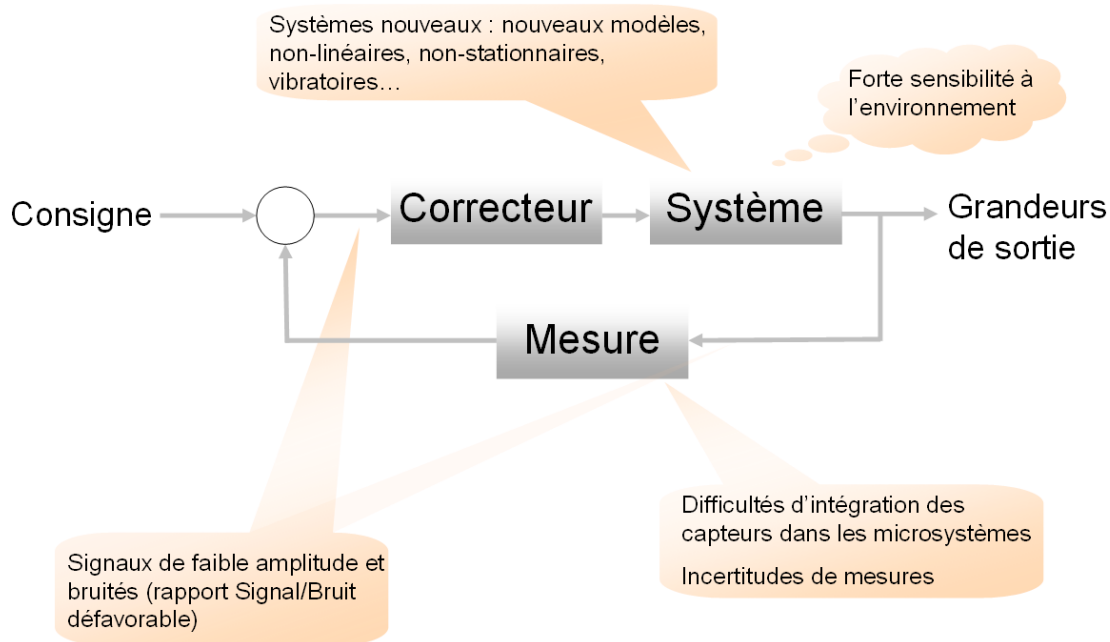 Systèmes nouveaux : nouveaux modèles,
non-linéaires, non-stationnaires,
vibratoires…
Forte sensibilité à
l’environnement
Consigne
Correcteur
Système
Grandeurs
de sortie
Mesure
Signaux de faible amplitude et
bruités (rapport Signal/Bruit
défavorable)
Difficultés d’intégration des
capteurs dans les microsystèmes
Incertitudes de mesures